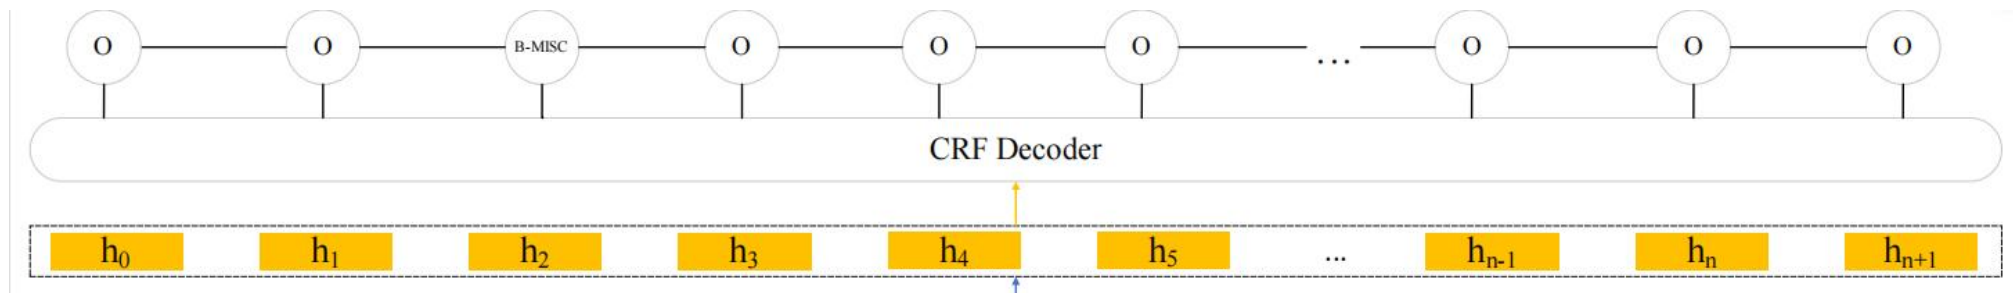 O O B-MISC O O O ... O O O
CRF Decoder
h0 h1 h2 h3 h4 h5 ... hn-1 hn hn+1